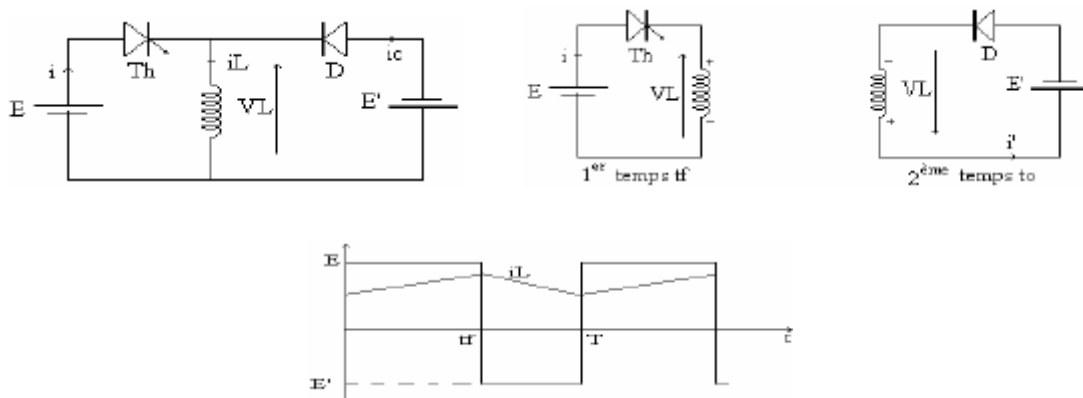 i
Th
iL
D
ic
E
VL
E'
i
Th
E
VL
+
−
1er temps tf
−
VL
+
D
E'
i'
2ème temps to
E
iL
tf
T
t
E'